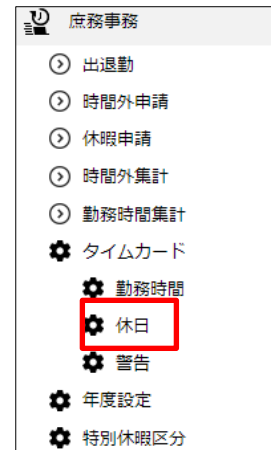 庶務事務
出退勤
時間外申請
休暇申請
時間外集計
勤務時間集計
タイムカード
勤務時間
休日
警告
年度設定
特別休暇区分